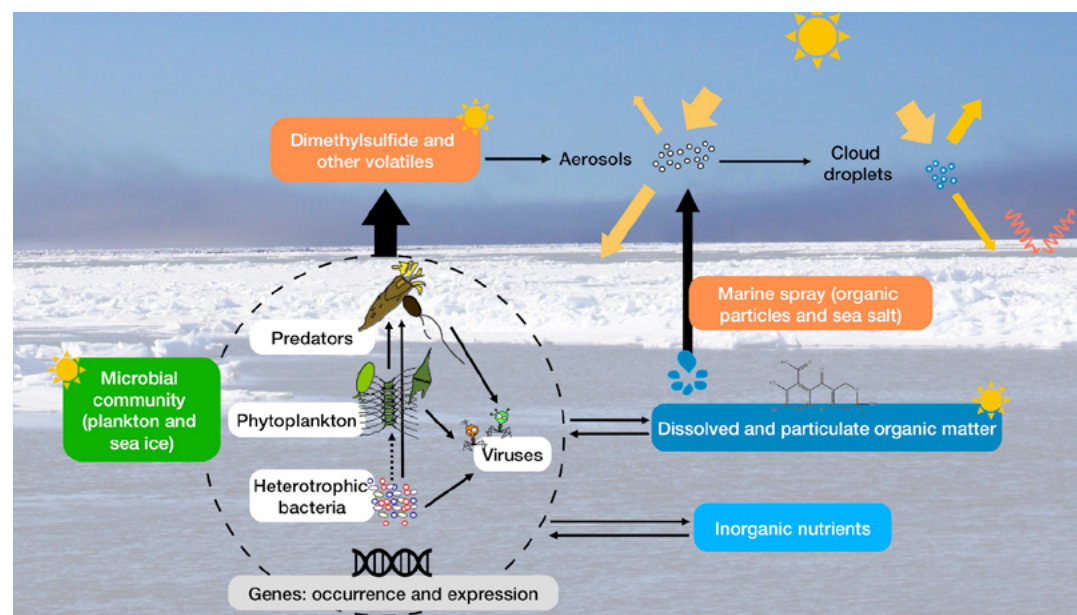 Dimethylsulfide and
other volatiles
Aerosols
Cloud
droplets
Marine spray (organic
particles and sea salt)
Predators
Microbial
community
(plankton and
sea ice)
Phytoplankton
Viruses
Dissolved and particulate organic matter
Heterotrophic
bacteria
Inorganic nutrients
Genes: occurrence and expression